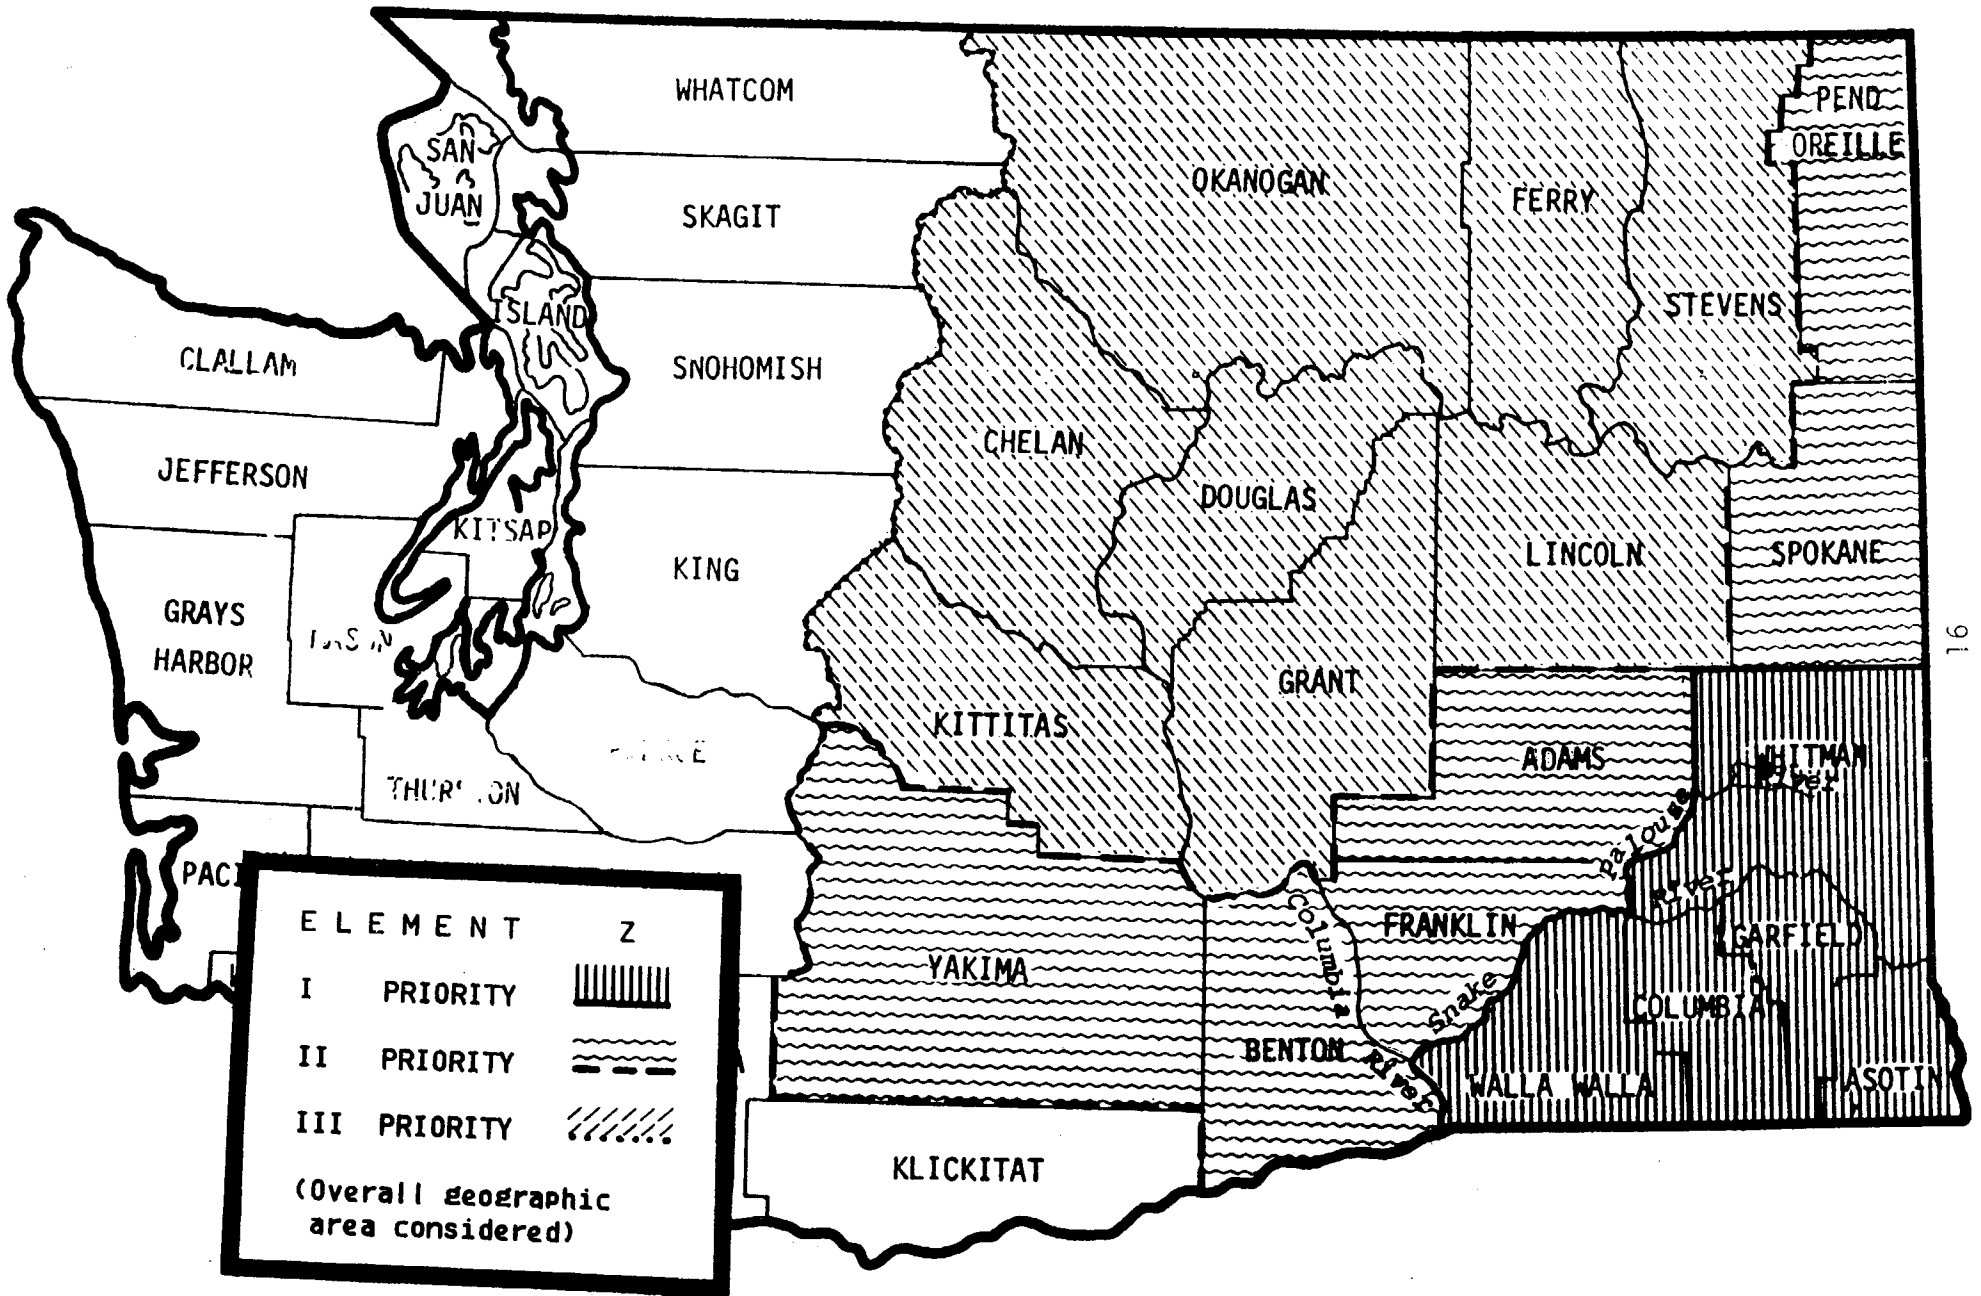 WHATCOM
PEND
OREILLE
SAN
JUAN
OKANOGAN
FERRY
SKAGIT
ISLAND
STEVENS
CLALLAM
SNOHOMISH
CHELAN
JEFFERSON
DOUGLAS
KITSAP
LINCOLN
SPOKANE
KING
GRAYS
HARBOR
GRANT
KITTITAS
ADAMS
WHITMAN
River
Palouse
River
FRANKLIN
GARFIELD
Columbia
River
YAKIMA
Snake
COLUMBIA
BENTON
WALLA WALLA
ASOTIN
KLICKITAT
PACI
ELEMENT Z
I PRIORITY
II PRIORITY
III PRIORITY
(Overall geographic
area considered)